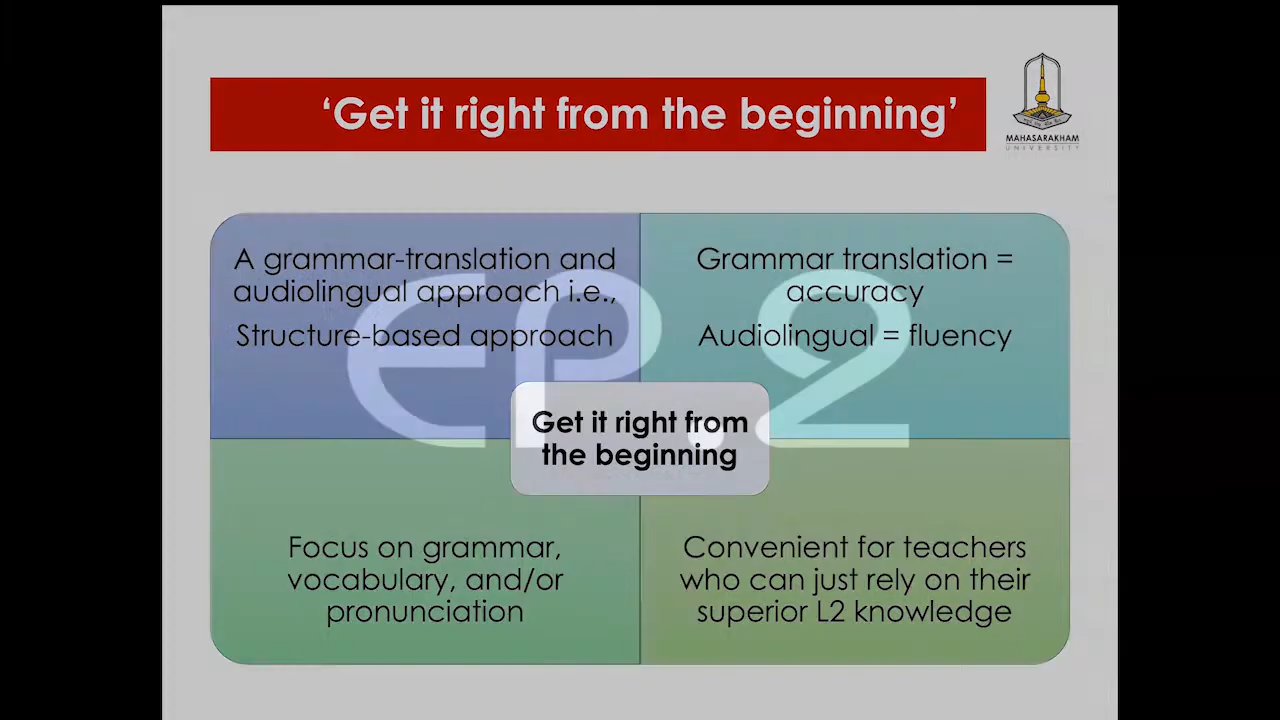 ‘Get it right from the beginning’
MAHASARAKHAM
UNIVERSITY
A grammar-translation and
audiolingual approach i.e.,
Structure-based approach
Grammar translation =
accuracy
Audiolingual = fluency
EP.2
Get it right from
the beginning
Focus on grammar,
vocabulary, and/or
pronunciation
Convenient for teachers
who can just rely on their
superior L2 knowledge